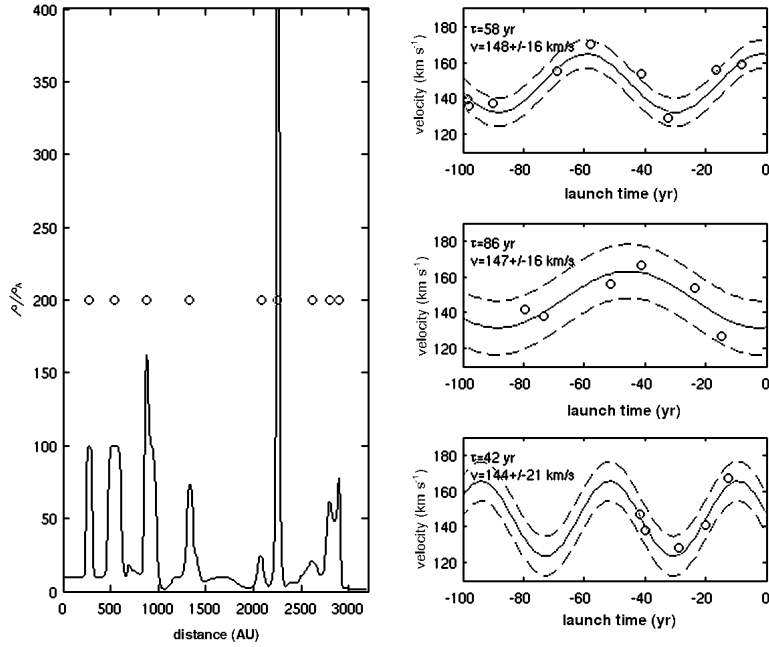 400
350
300
250
200
150
100
50
0
0 500 1000 1500 2000 2500 3000
distance (AU)
180
160
140
120
τ=58 yr
v=148+/-16 km/s
velocity (km s⁻¹)
-100 -80 -60 -40 -20 0
launch time (yr)
180
160
140
120
τ=86 yr
v=147+/-16 km/s
velocity (km s⁻¹)
-100 -80 -60 -40 -20 0
launch time (yr)
180
160
140
120
τ=42 yr
v=144+/-21 km/s
velocity (km s⁻¹)
-100 -80 -60 -40 -20 0
launch time (yr)